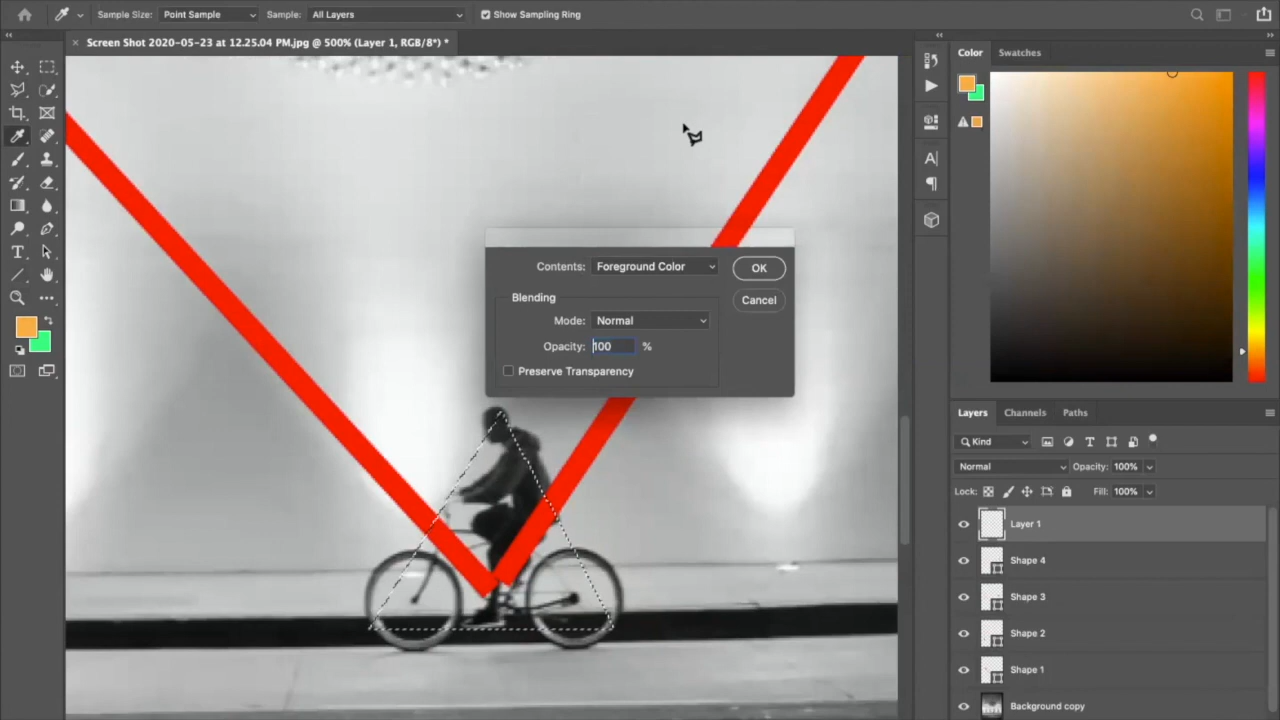 Sample Size: Point Sample Sample: All Layers Show Sampling Ring
× Screen Shot 2020-05-23 at 12.25.04 PM.jpg @ 500% (Layer 1, RGB/8*) *
Color Swatches
Contents: Foreground Color OK
Blending Cancel
Mode: Normal
Opacity: 100 %
Preserve Transparency
Layers Channels Paths
Kind
Normal Opacity: 100%
Lock: Fill: 100%
Layer 1
Shape 4
Shape 3
Shape 2
Shape 1
Background copy